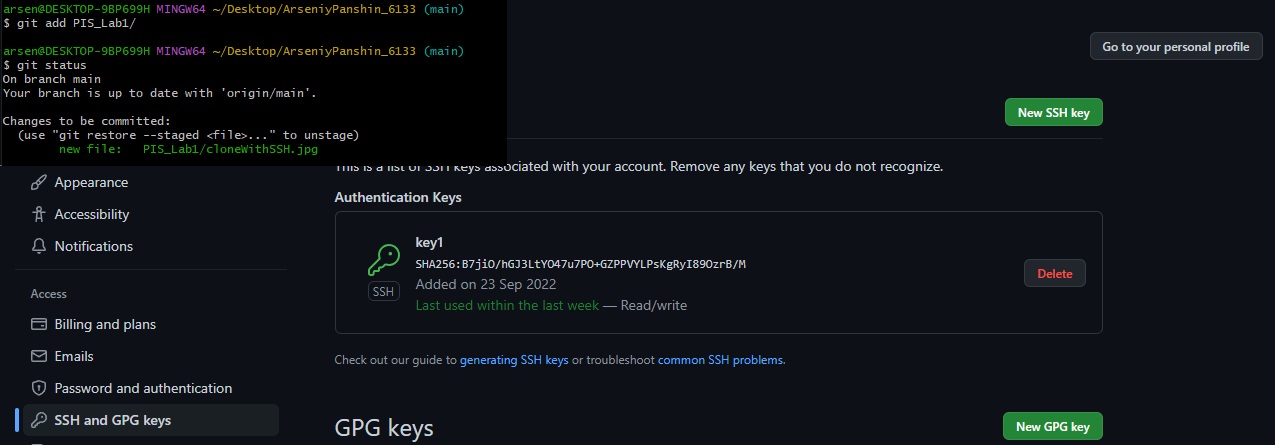 arsen@DESKTOP-9BP699H MINGW64 ~/Desktop/ArseniyPanshin_6133 (main)
$ git add PIS_Lab1/
arsen@DESKTOP-9BP699H MINGW64 ~/Desktop/ArseniyPanshin_6133 (main)
$ git status
On branch main
Your branch is up to date with 'origin/main'.
Changes to be committed:
(use "git restore --staged <file>..." to unstage)
new file: PIS_Lab1/cloneWithSSH.jpg
Go to your personal profile
New SSH key
This is a list of SSH keys associated with your account. Remove any keys that you do not recognize.
Appearance
Accessibility
Notifications
Access
Billing and plans
Emails
Password and authentication
SSH and GPG keys
Authentication Keys
key1
SHA256:B7jiO/hGJ3LtYO47u7PO+GZPPVYLPsKgRyI89OzrB/M
Added on 23 Sep 2022
Last used within the last week — Read/write
SSH
Delete
Check out our guide to generating SSH keys or troubleshoot common SSH problems.
GPG keys
New GPG key